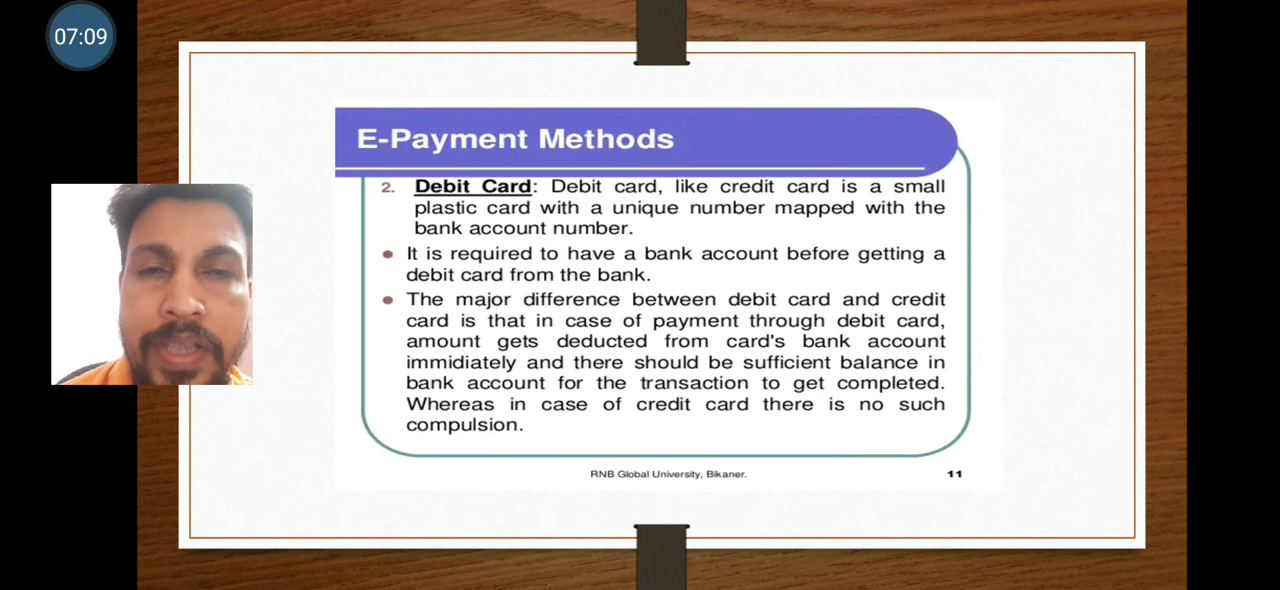 07:09
E-Payment Methods
2. Debit Card: Debit card, like credit card is a small
plastic card with a unique number mapped with the
bank account number.
● It is required to have a bank account before getting a
debit card from the bank.
● The major difference between debit card and credit
card is that in case of payment through debit card,
amount gets deducted from card's bank account
immidiately and there should be sufficient balance in
bank account for the transaction to get completed.
Whereas in case of credit card there is no such
compulsion.
RNB Global University, Bikaner.
11